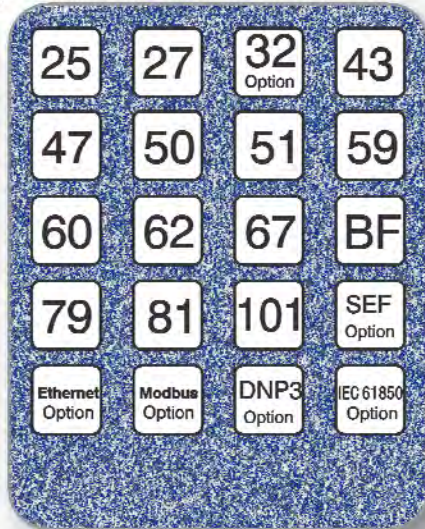 25 27 32 43
Option
47 50 51 59
60 62 67 BF
79 81 101 SEF
Option
Ethernet Modbus DNP3 IEC 61850
Option Option Option Option